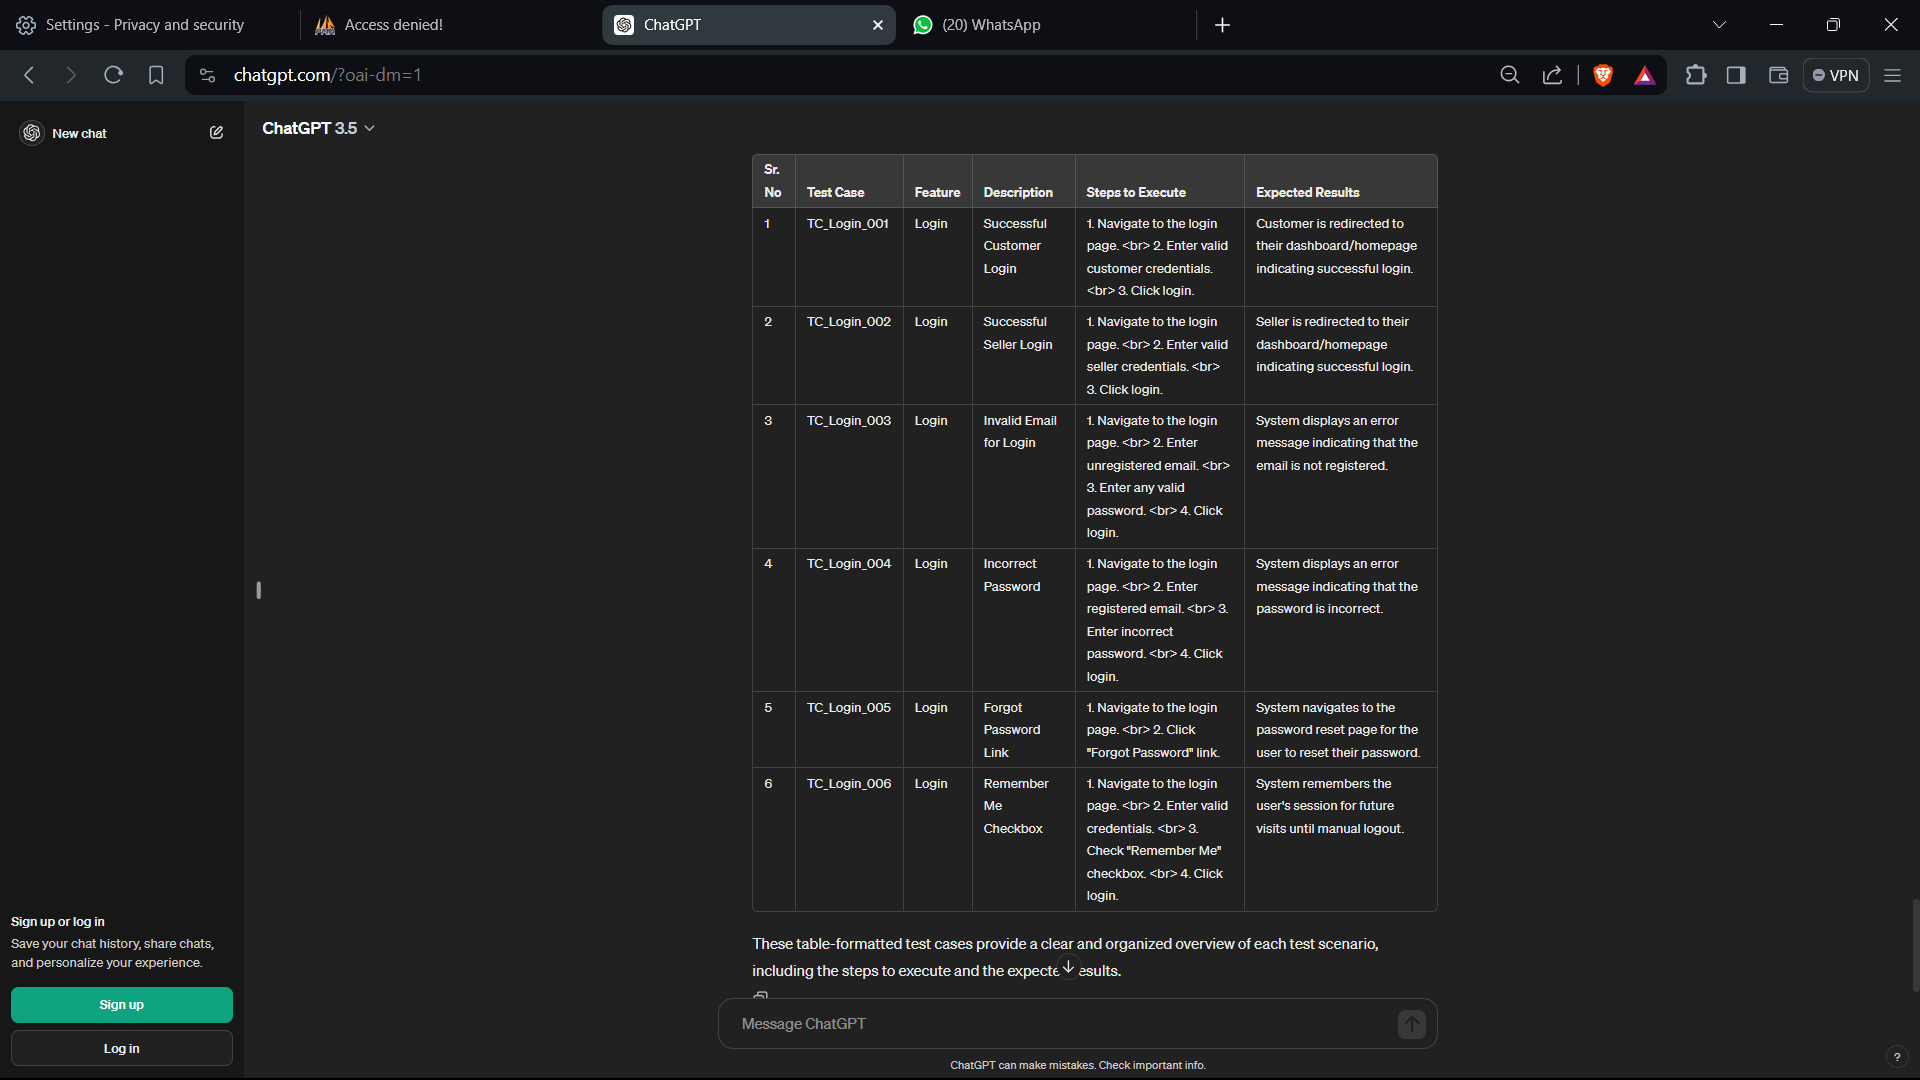 Settings - Privacy and security
Access denied!
ChatGPT
(20) WhatsApp
chatgpt.com/?oai-dm=1
VPN
New chat
ChatGPT 3.5
Sr.
No Test Case Feature Description Steps to Execute Expected Results
1 TC_Login_001 Login Successful 1. Navigate to the login Customer is redirected to
Customer page. <br> 2. Enter valid their dashboard/homepage
Login customer credentials. indicating successful login.
<br> 3. Click login.
2 TC_Login_002 Login Successful 1. Navigate to the login Seller is redirected to their
Seller Login page. <br> 2. Enter valid dashboard/homepage
seller credentials. <br> indicating successful login.
3. Click login.
3 TC_Login_003 Login Invalid Email 1. Navigate to the login System displays an error
for Login page. <br> 2. Enter message indicating that the
unregistered email. <br> email is not registered.
3. Enter any valid
password. <br> 4. Click
login.
4 TC_Login_004 Login Incorrect 1. Navigate to the login System displays an error
Password page. <br> 2. Enter message indicating that the
registered email. <br> 3. password is incorrect.
Enter incorrect
password. <br> 4. Click
login.
5 TC_Login_005 Login Forgot 1. Navigate to the login System navigates to the
Password page. <br> 2. Click password reset page for the
Link "Forgot Password" link. user to reset their password.
6 TC_Login_006 Login Remember 1. Navigate to the login System remembers the
Me page. <br> 2. Enter valid user's session for future
Checkbox credentials. <br> 3. visits until manual logout.
Check "Remember Me"
checkbox. <br> 4. Click
login.
These table-formatted test cases provide a clear and organized overview of each test scenario,
including the steps to execute and the expecte esults.
Sign up or log in
Save your chat history, share chats,
and personalize your experience.
Sign up
Log in
Message ChatGPT
ChatGPT can make mistakes. Check important info.
?